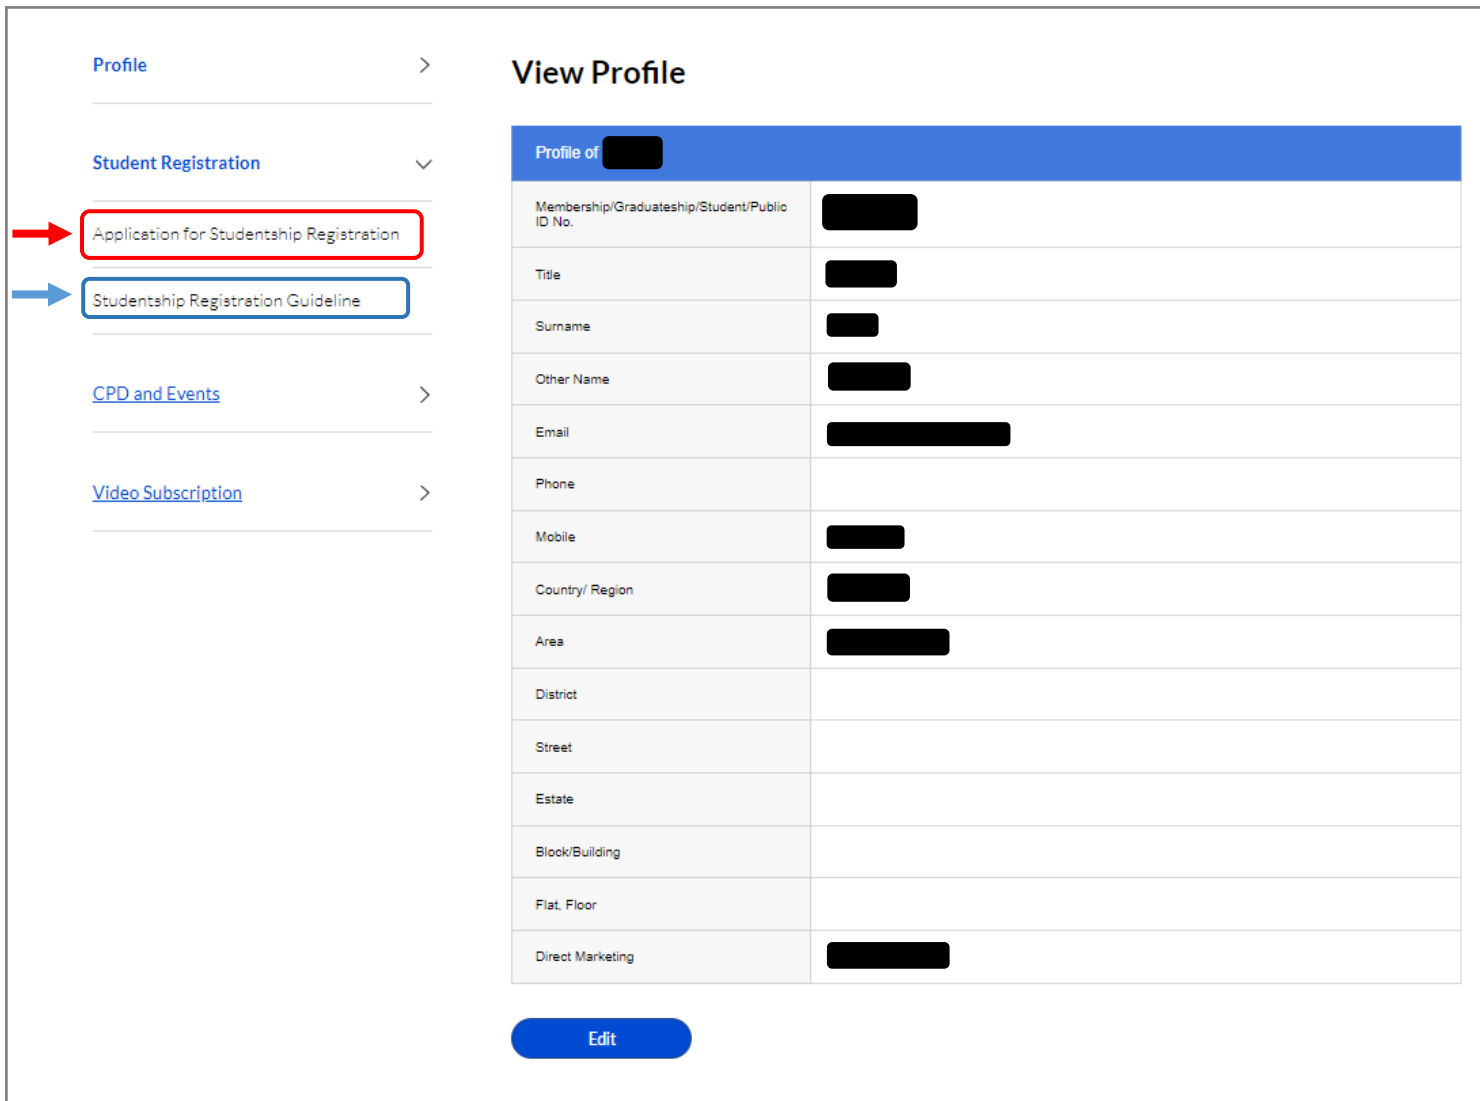 Profile
Student Registration
Application for Studentship Registration
Studentship Registration Guideline
CPD and Events
Video Subscription
View Profile
Profile of
Membership/Graduateship/Student/Public
ID No.
Title
Surname
Other Name
Email
Phone
Mobile
Country/ Region
Area
District
Street
Estate
Block/Building
Flat, Floor
Direct Marketing
Edit